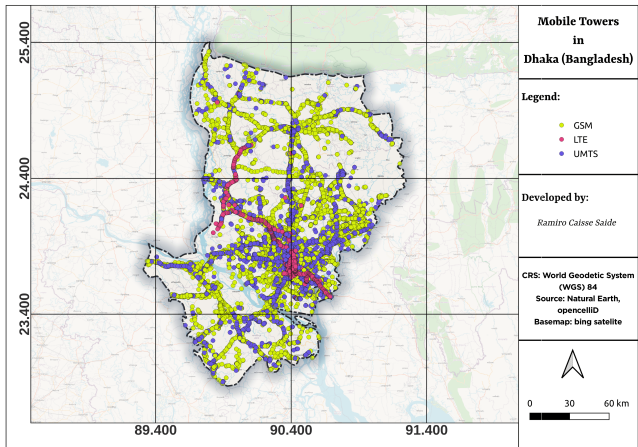 Mobile Towers
in
Dhaka (Bangladesh)
Legend:
GSM
LTE
UMTS
Developed by:
Ramiro Caisse Saide
CRS: World Geodetic System
(WGS) 84
Source: Natural Earth,
opencelliD
Basemap: bing satelite
0 30 60 km
25.400
24.400
23.400
89.400 90.400 91.400